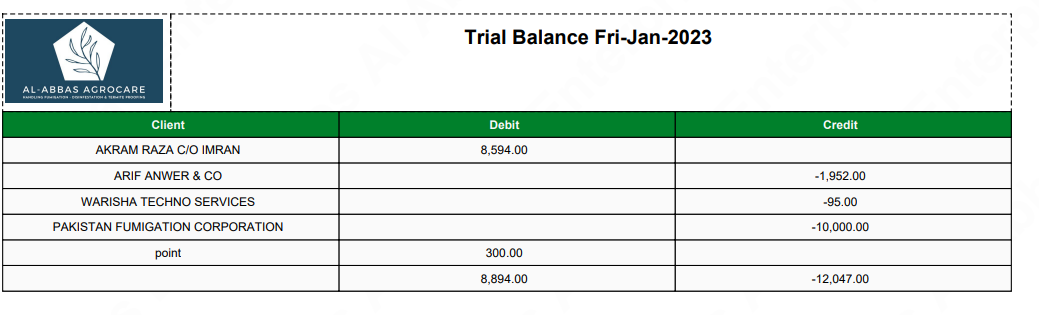 Trial Balance Fri-Jan-2023
AL-ABBAS AGROCARE
HANDLING FUMIGATION - DISINFESTATION & TERMITE PROOFING
Client Debit Credit
AKRAM RAZA C/O IMRAN 8,594.00
ARIF ANWER & CO -1,952.00
WARISHA TECHNO SERVICES -95.00
PAKISTAN FUMIGATION CORPORATION -10,000.00
point 300.00
8,894.00 -12,047.00